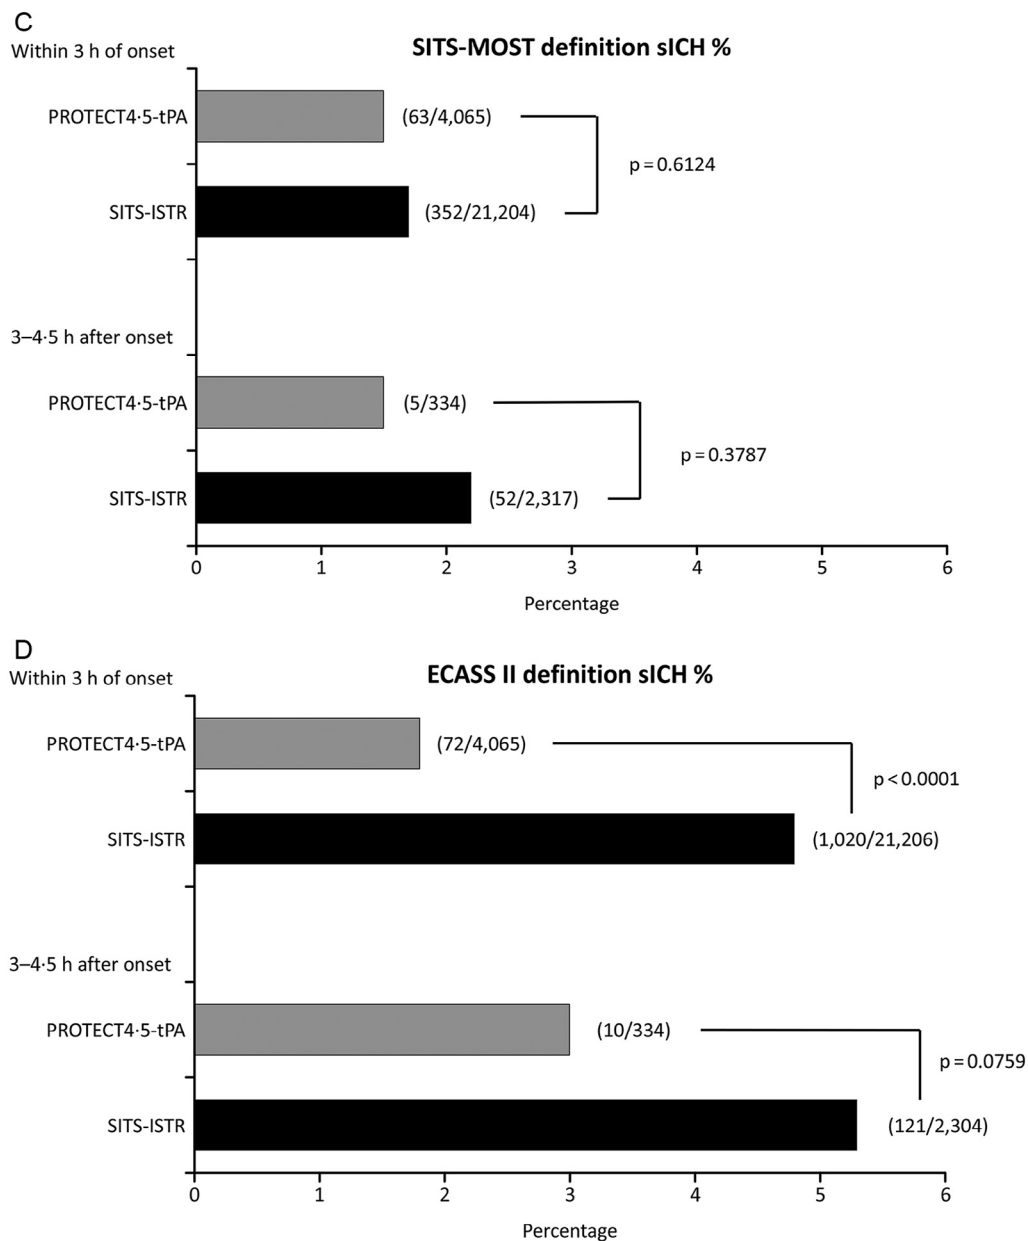 C
Within 3 h of onset
SITS-MOST definition sICH %
PROTECT4·5-tPA
(63/4,065)
p = 0.6124
SITS-ISTR
(352/21,204)
3–4·5 h after onset
PROTECT4·5-tPA
(5/334)
p = 0.3787
SITS-ISTR
(52/2,317)
0 1 2 3 4 5 6
Percentage
D
Within 3 h of onset
ECASS II definition sICH %
PROTECT4·5-tPA
(72/4,065)
p < 0.0001
SITS-ISTR
(1,020/21,206)
3–4·5 h after onset
PROTECT4·5-tPA
(10/334)
p = 0.0759
SITS-ISTR
(121/2,304)
0 1 2 3 4 5 6
Percentage